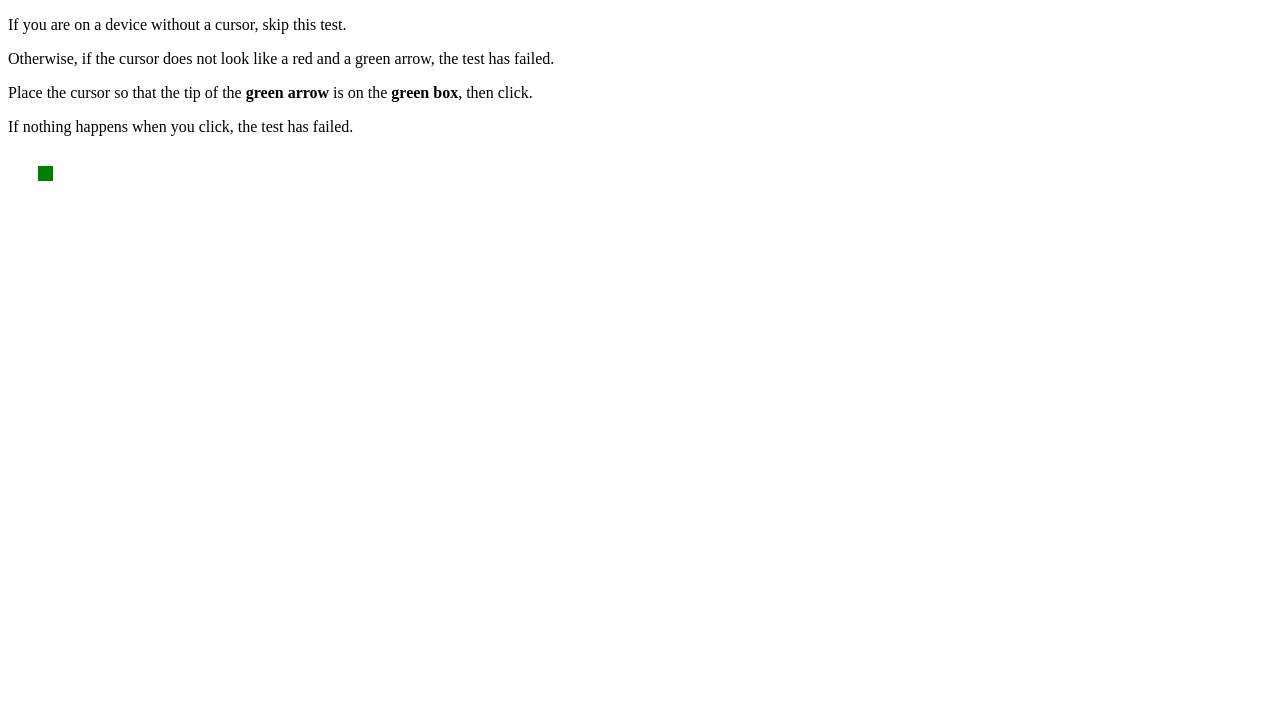 If you are on a device without a cursor, skip this test.
Otherwise, if the cursor does not look like a red and a green arrow, the test has failed.
Place the cursor so that the tip of the green arrow is on the green box, then click.
If nothing happens when you click, the test has failed.